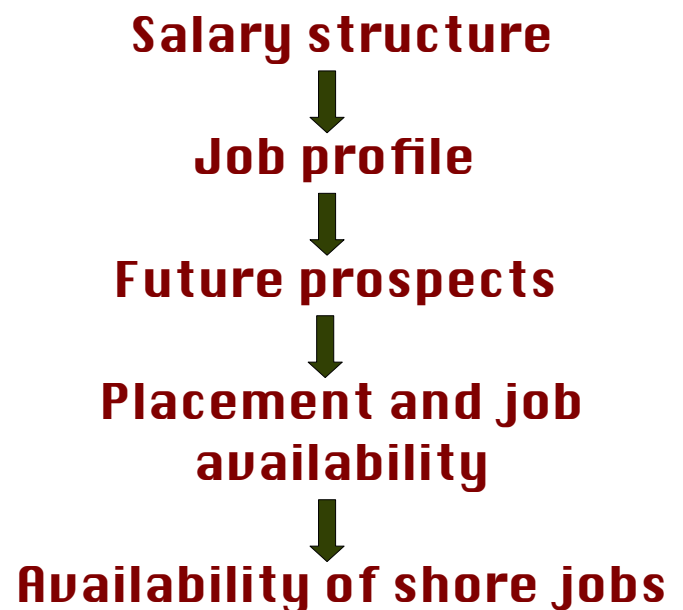 Salary structure
Job profile
Future prospects
Placement and job
availability
Availability of shore jobs